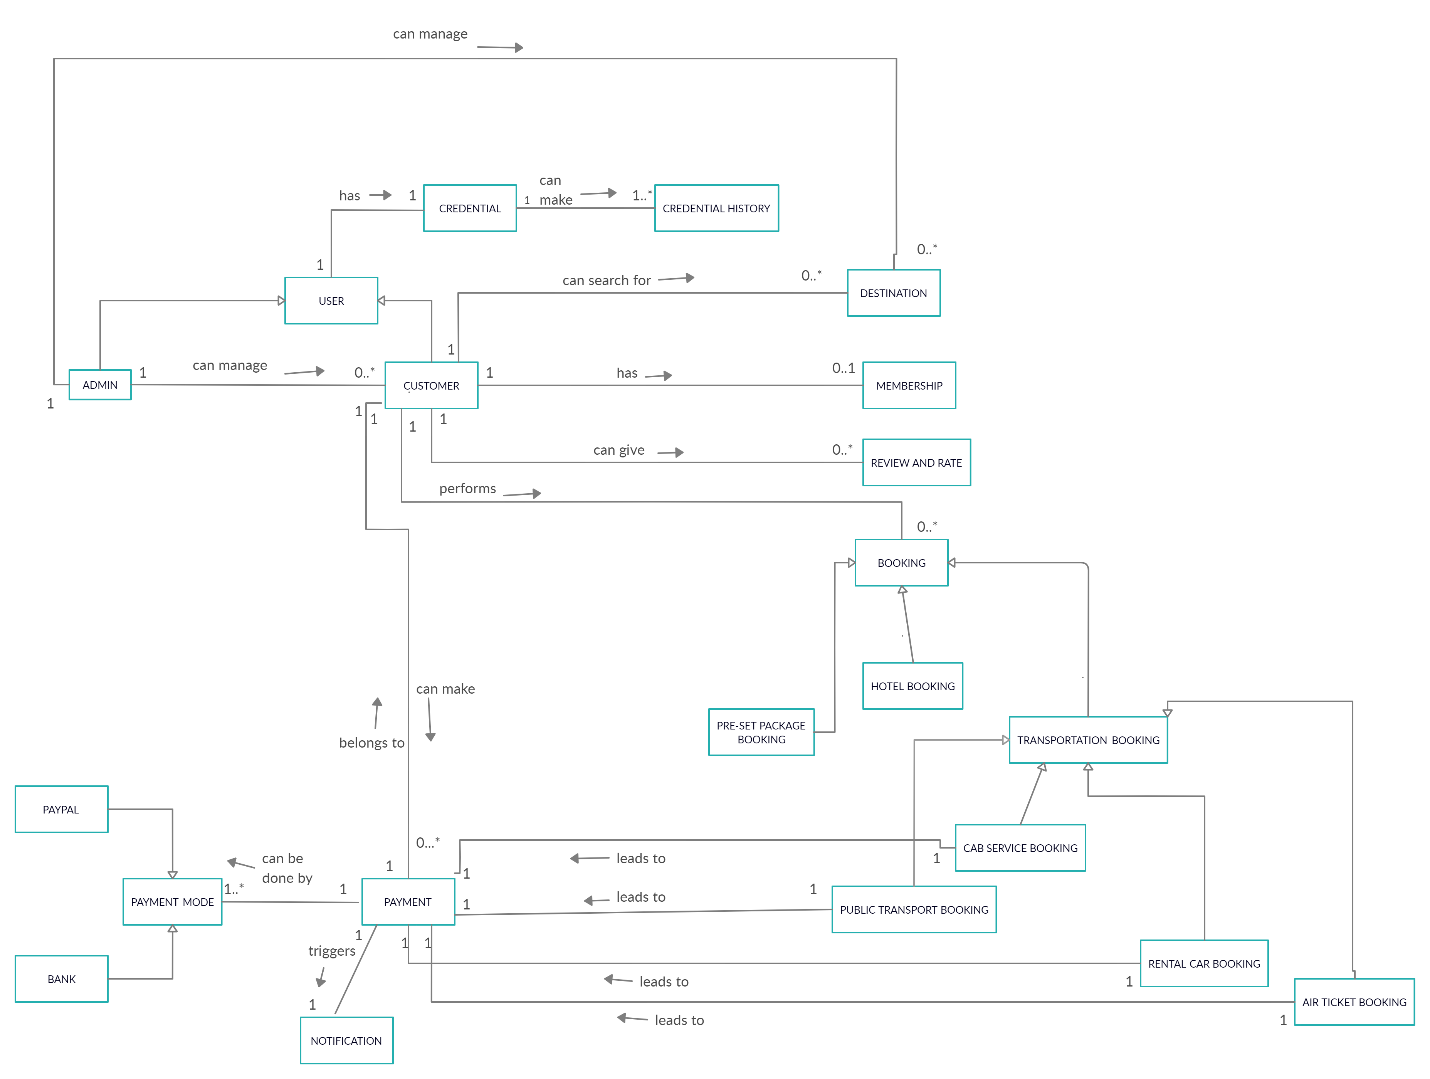 can manage
can
has
1
CREDENTIAL
1
make
1..*
CREDENTIAL HISTORY
1
0..*
can search for
0..*
USER
DESTINATION
1
can manage
1
0..*
ADMIN
CUSTOMER
1
has
0..1
MEMBERSHIP
1
1
1
1
1
can give
0..*
REVIEW AND RATE
performs
0..*
BOOKING
HOTEL BOOKING
can make
belongs to
PRE-SET PACKAGE
BOOKING
TRANSPORTATION BOOKING
PAYPAL
0...*
CAB SERVICE BOOKING
can be
done by
1
1
leads to
1
PAYMENT MODE
1..*
1
PAYMENT
1
leads to
1
PUBLIC TRANSPORT BOOKING
1
1
1
triggers
BANK
leads to
1
RENTAL CAR BOOKING
1
leads to
1
AIR TICKET BOOKING
NOTIFICATION